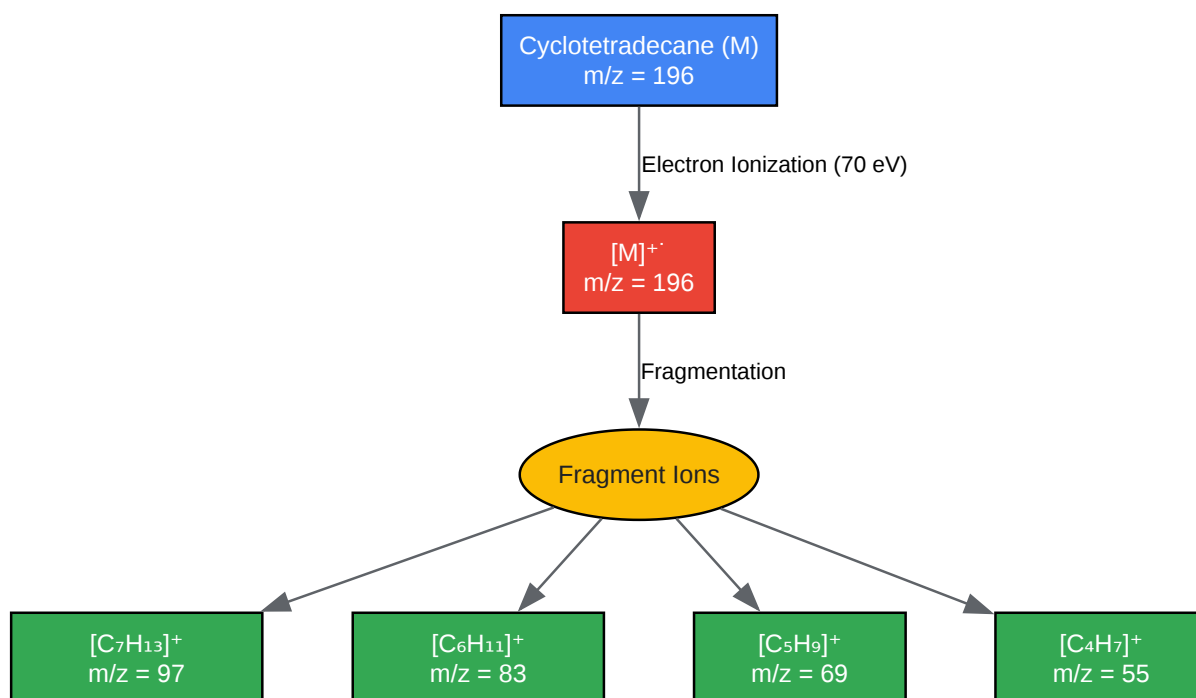 Cyclotetradecane (M)
m/z = 196
Electron Ionization (70 eV)
[M]⁺˙
m/z = 196
Fragmentation
Fragment Ions
[C₇H₁₃]⁺
m/z = 97
[C₆H₁₁]⁺
m/z = 83
[C₅H₉]⁺
m/z = 69
[C₄H₇]⁺
m/z = 55